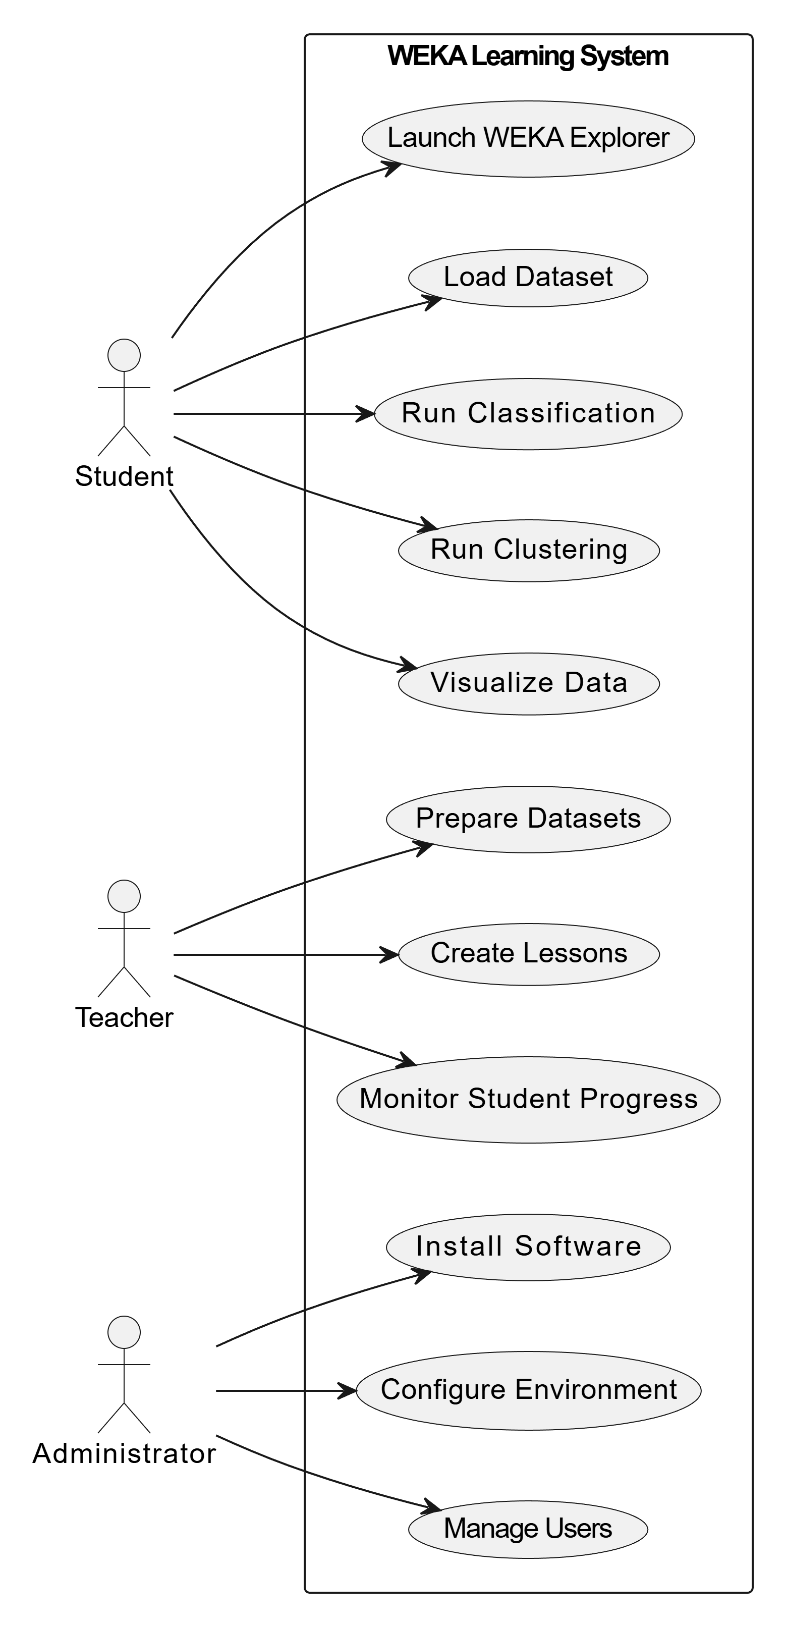 WEKA Learning System
Launch WEKA Explorer
Load Dataset
Run Classification
Student
Run Clustering
Visualize Data
Prepare Datasets
Create Lessons
Teacher
Monitor Student Progress
Install Software
Configure Environment
Administrator
Manage Users